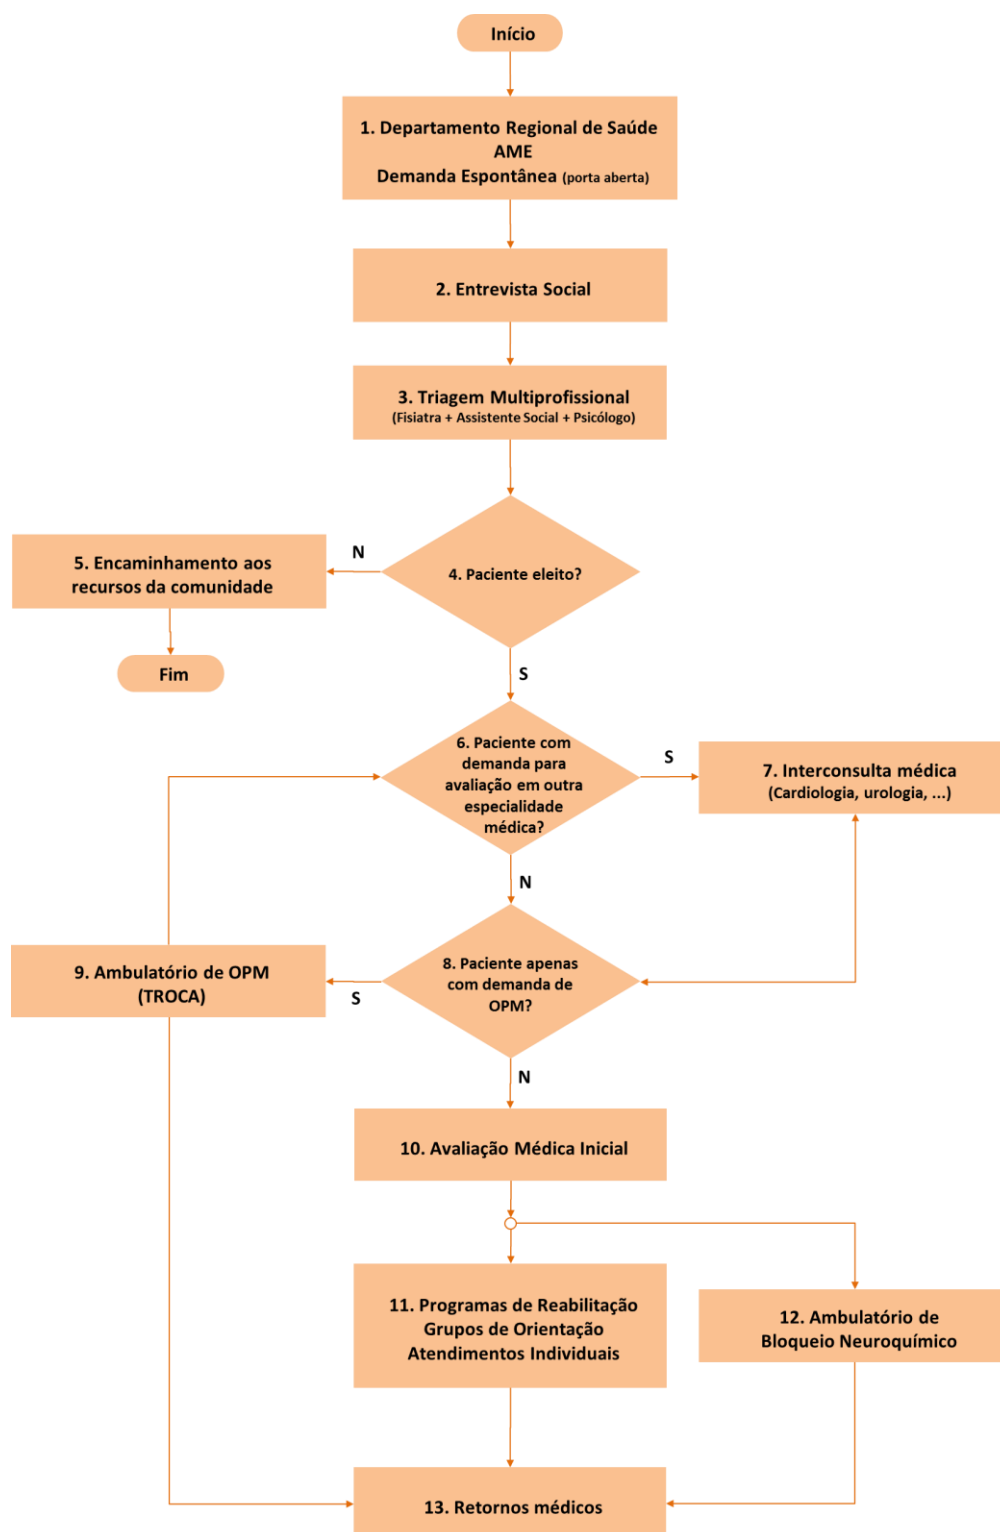 Início
1. Departamento Regional de Saúde
AME
Demanda Espontânea (porta aberta)
2. Entrevista Social
3. Triagem Multiprofissional
(Fisiatra + Assistente Social + Psicólogo)
4. Paciente eleito?
N
5. Encaminhamento aos
recursos da comunidade
Fim
S
6. Paciente com
demanda para
avaliação em outra
especialidade
médica?
S
7. Interconsulta médica
(Cardiologia, urologia, ...)
N
8. Paciente apenas
com demanda de
OPM?
S
9. Ambulatório de OPM
(TROCA)
N
10. Avaliação Médica Inicial
11. Programas de Reabilitação
Grupos de Orientação
Atendimentos Individuais
12. Ambulatório de
Bloqueio Neuroquímico
13. Retornos médicos